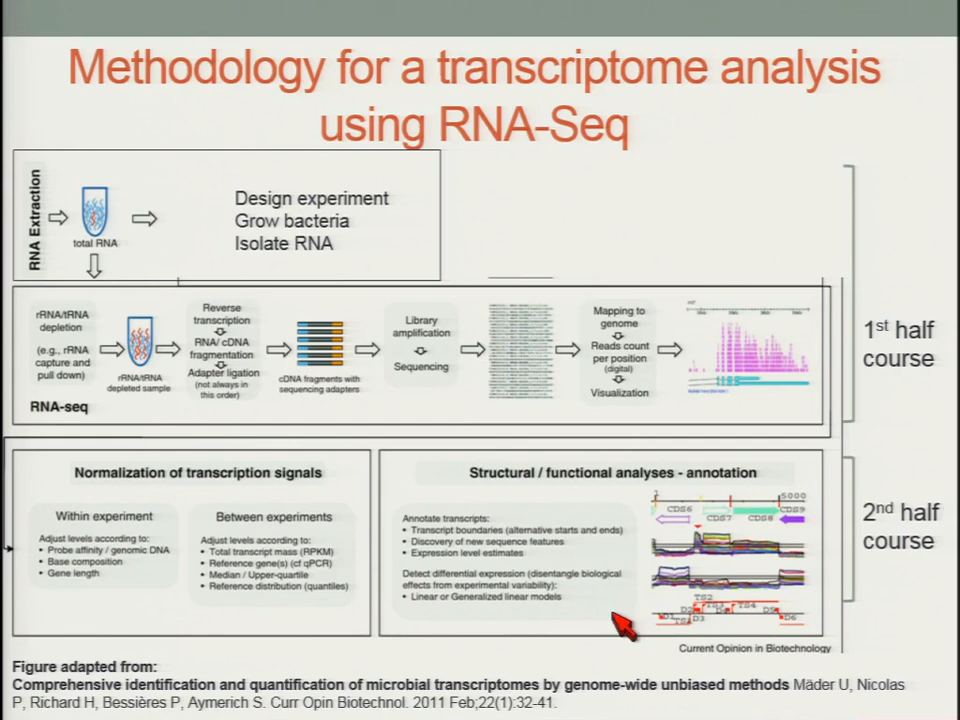 Methodology for a transcriptome analysis
using RNA-Seq
RNA Extraction
total RNA
Design experiment
Grow bacteria
Isolate RNA
rRNA/tRNA
depletion
(e.g., rRNA
capture and
pull down)
RNA-seq
rRNA/tRNA
depleted sample
Reverse
transcription
RNA/ cDNA
fragmentation
Adapter ligation
(not always in
this order)
cDNA fragments with
sequencing adapters
Library
amplification
Sequencing
Mapping to
genome
Reads count
per position
(digital)
Visualization
1st half
course
Normalization of transcription signals
Within experiment
Adjust levels according to:
• Probe affinity / genomic DNA
• Base composition
• Gene length
Between experiments
Adjust levels according to:
• Total transcript mass (RPKM)
• Reference gene(s) (cf qPCR)
• Median / Upper-quartile
• Reference distribution (quantiles)
Structural / functional analyses - annotation
Annotate transcripts:
• Transcript boundaries (alternative starts and ends)
• Discovery of new sequence features
• Expression level estimates
Detect differential expression (disentangle biological
effects from experimental variability):
• Linear or Generalized linear models
5000
CDS6 CDS7 CDS8 CDS9
TS2
TS4 D5
D3 D6
2nd half
course
Current Opinion in Biotechnology
Figure adapted from:
Comprehensive identification and quantification of microbial transcriptomes by genome-wide unbiased methods Mäder U, Nicolas
P, Richard H, Bessières P, Aymerich S. Curr Opin Biotechnol. 2011 Feb;22(1):32-41.